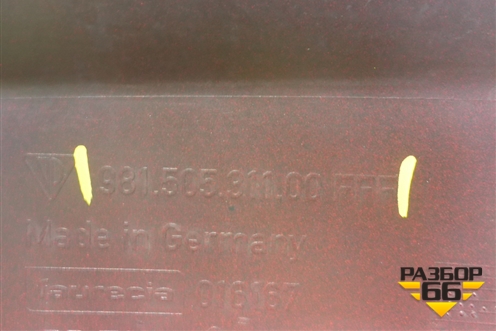 981.505.311.00 FFF
Made in Germany
faurecia 016167
РАЗБОР
66